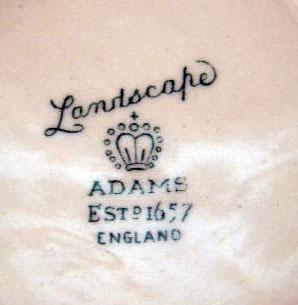 Landscape
ADAMS
ESTD 1657
ENGLAND